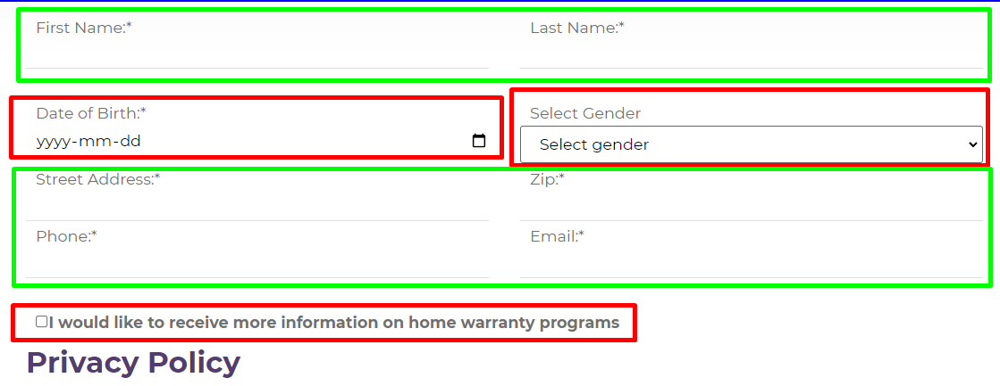 First Name:*
Last Name:*
Date of Birth:*
Select Gender
yyyy-mm-dd
Select gender
Street Address:*
Zip:*
Phone:*
Email:*
I would like to receive more information on home warranty programs
Privacy Policy